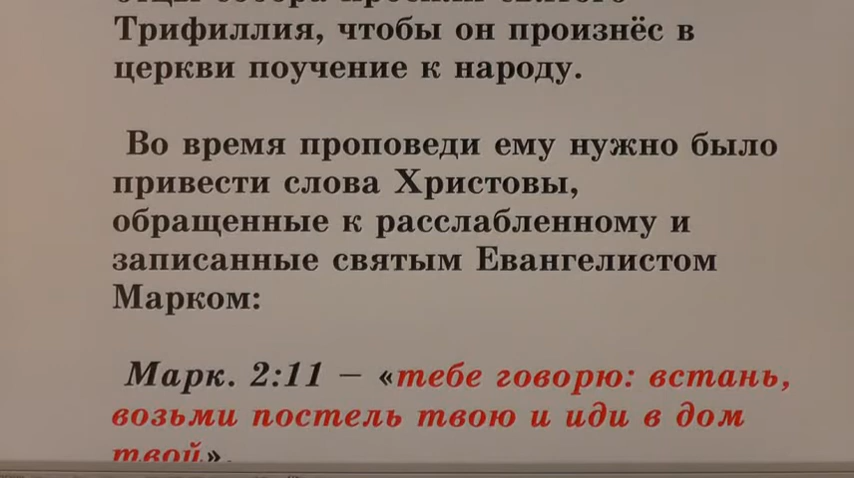 Трифиллия, чтобы он произнёс в
церкви поучение к народу.
Во время проповеди ему нужно было
привести слова Христовы,
обращенные к расслабленному и
записанные святым Евангелистом
Марком:
Марк. 2:11 – «тебе говорю: встань,
возьми постель твою и иди в дом
твой».